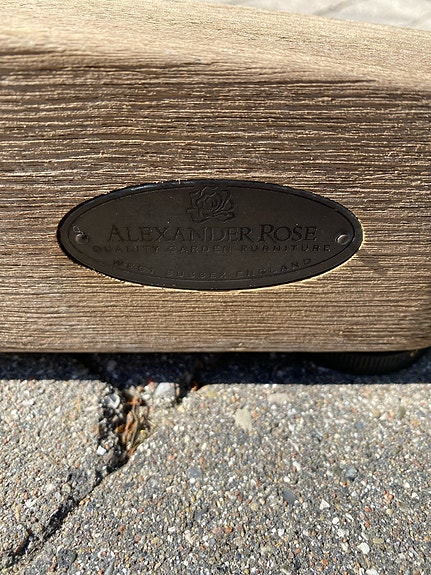 ALEXANDER ROSE
QUALITY GARDEN FURNITURE
WEST SUSSEX ENGLAND